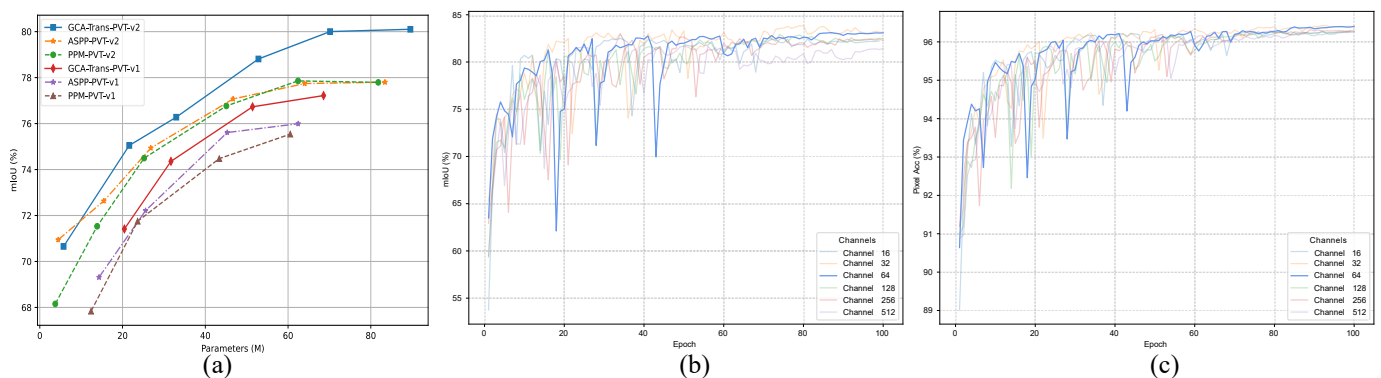 GCA-Trans-PVT-v2
ASPP-PVT-v2
PPM-PVT-v2
GCA-Trans-PVT-v1
ASPP-PVT-v1
PPM-PVT-v1
80
78
76
74
72
70
68
mIoU (%)
0 20 40 60 80
Parameters (M)
(a)
85
80
75
70
65
60
55
mIoU (%)
Channels
Channel 16
Channel 32
Channel 64
Channel 128
Channel 256
Channel 512
0 20 40 60 80 100
Epoch
(b)
96
95
94
93
92
91
90
89
Pixel Acc (%)
Channels
Channel 16
Channel 32
Channel 64
Channel 128
Channel 256
Channel 512
0 20 40 60 80 100
Epoch
(c)